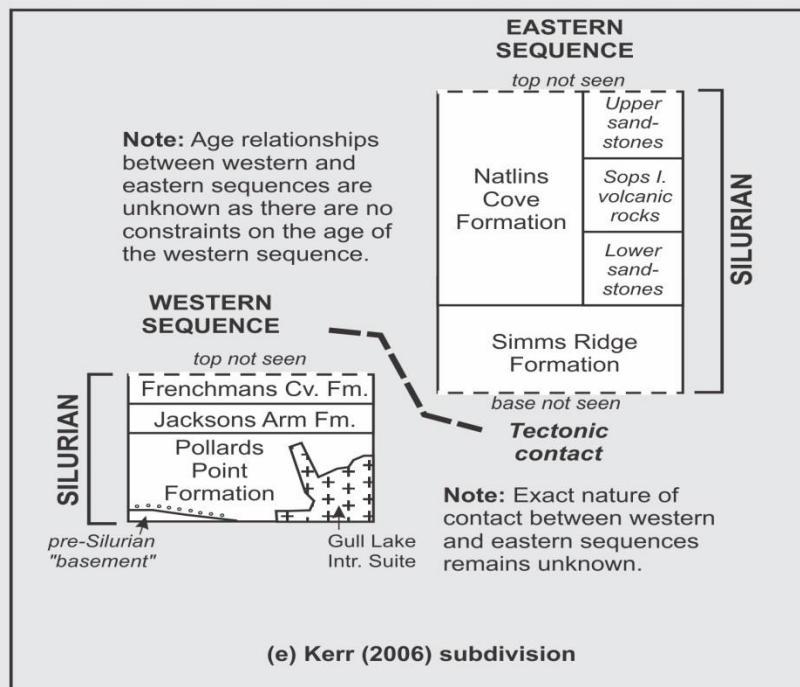 EASTERN
SEQUENCE
top not seen
Natlins
Cove
Formation
Upper
sand-
stones
Sops I.
volcanic
rocks
Lower
sand-
stones
Simms Ridge
Formation
base not seen
SILURIAN
Note: Age relationships
between western and
eastern sequences are
unknown as there are no
constraints on the age of
the western sequence.
WESTERN
SEQUENCE
top not seen
SILURIAN
Frenchmans Cv. Fm.
Jacksons Arm Fm.
Pollards
Point
Formation
pre-Silurian
"basement"
Gull Lake
Intr. Suite
Tectonic
contact
Note: Exact nature of
contact between western
and eastern sequences
remains unknown.
(e) Kerr (2006) subdivision